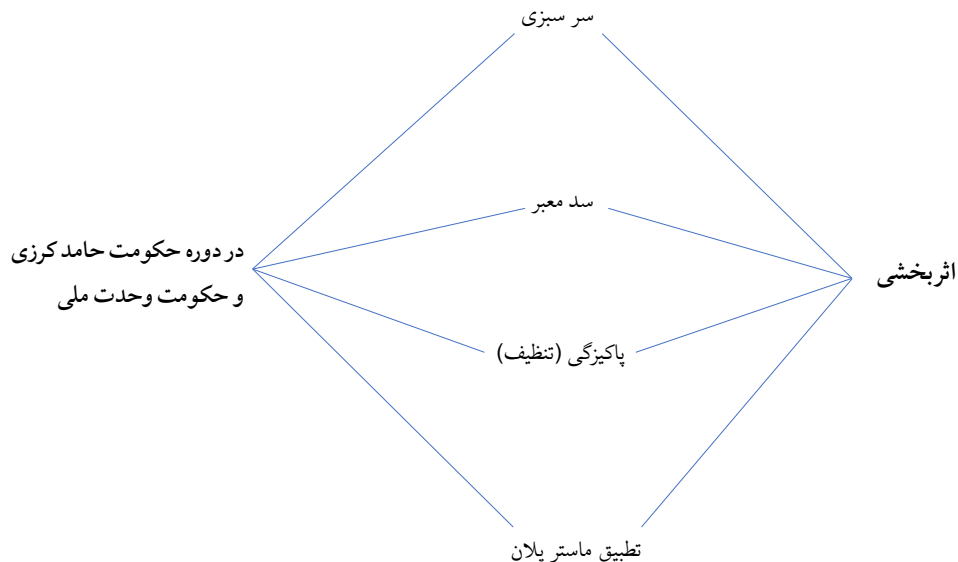 سر سبزی
سد معبر
در دوره حکومت حامد کرزی
و حکومت وحدت ملی
اثربخشی
پاکیزگی (تنظیف)
تطبیق ماستر پلان